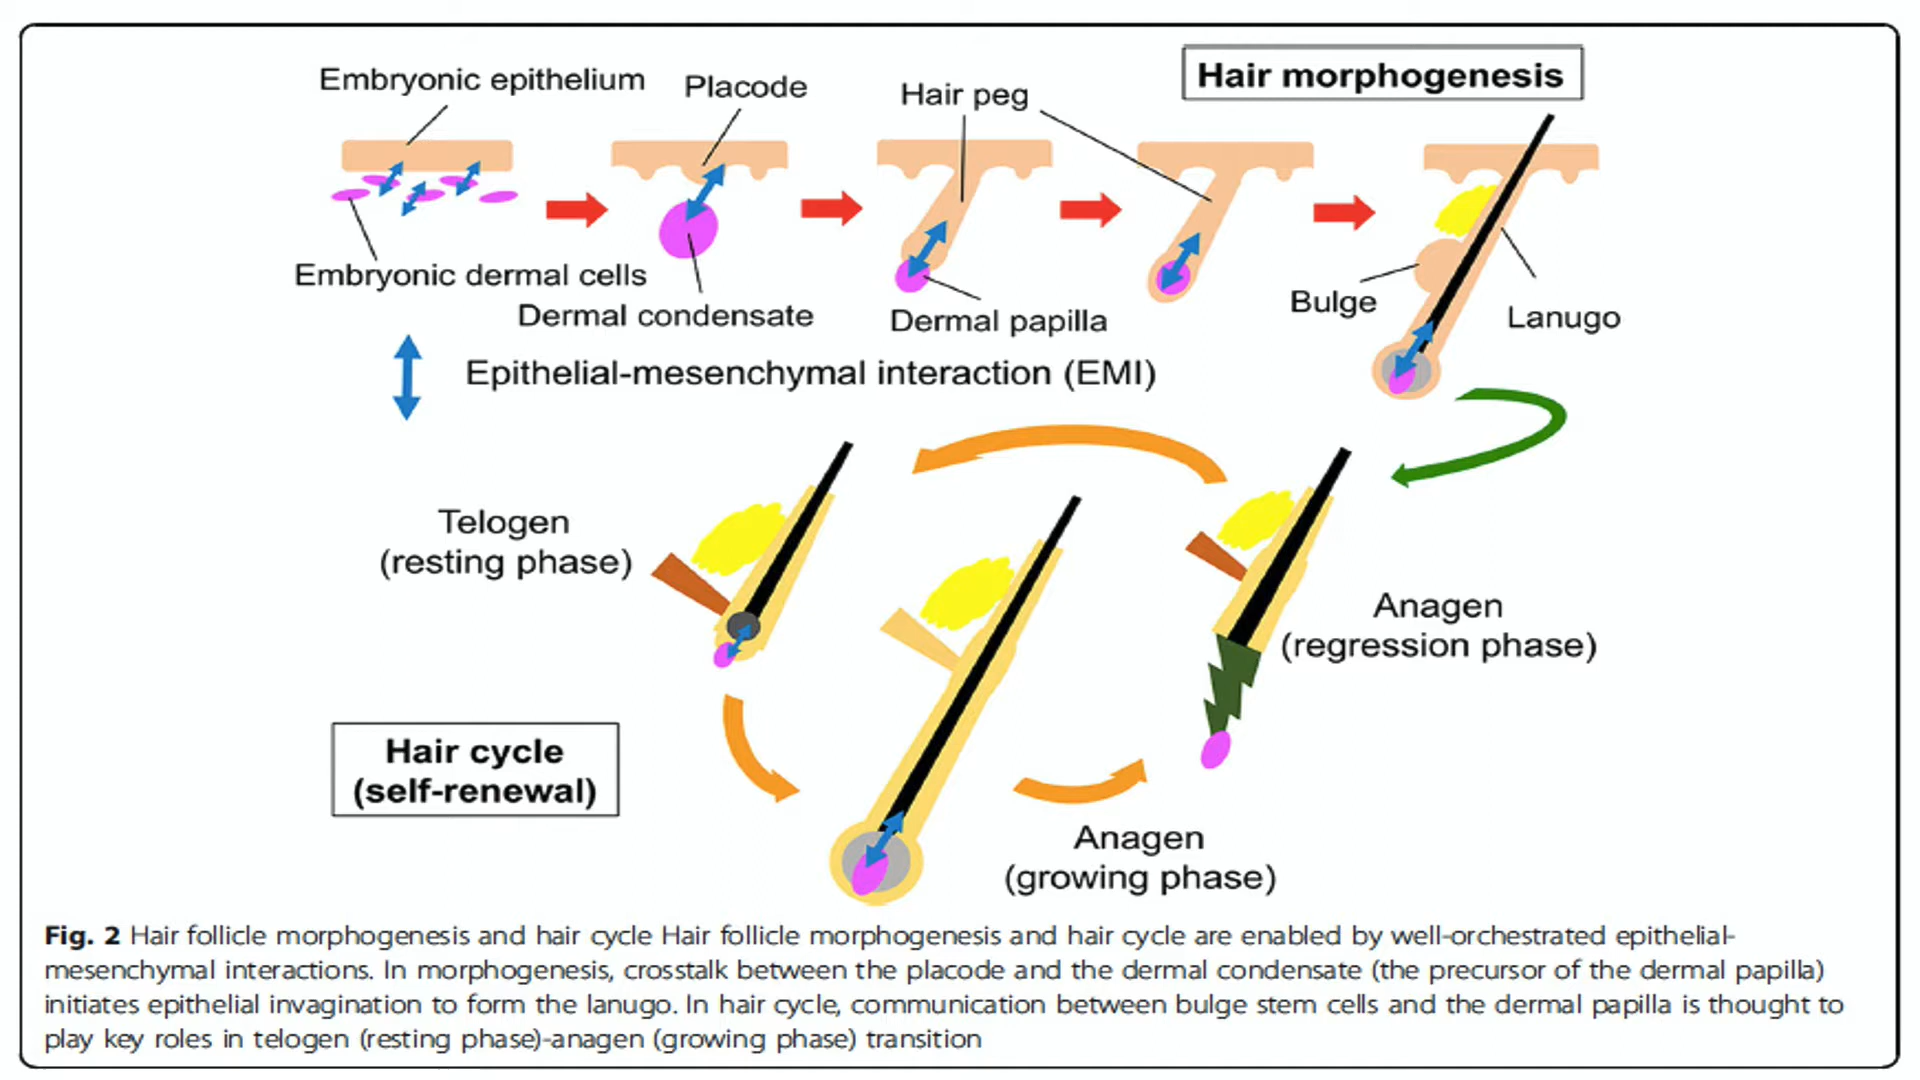 Hair morphogenesis
Embryonic epithelium
Placode
Hair peg
Embryonic dermal cells
Dermal condensate
Dermal papilla
Bulge
Lanugo
Epithelial-mesenchymal interaction (EMI)
Telogen
(resting phase)
Anagen
(regression phase)
Hair cycle
(self-renewal)
Anagen
(growing phase)
Fig. 2 Hair follicle morphogenesis and hair cycle Hair follicle morphogenesis and hair cycle are enabled by well-orchestrated epithelial-
mesenchymal interactions. In morphogenesis, crosstalk between the placode and the dermal condensate (the precursor of the dermal papilla)
initiates epithelial invagination to form the lanugo. In hair cycle, communication between bulge stem cells and the dermal papilla is thought to
play key roles in telogen (resting phase)-anagen (growing phase) transition